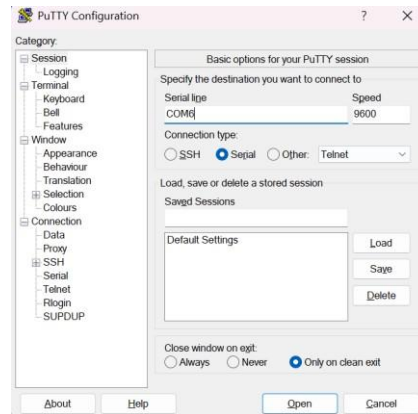 PuTTY Configuration
?
X
Category:
Session
Logging
Terminal
Keyboard
Bell
Features
Window
Appearance
Behaviour
Translation
Selection
Colours
Connection
Data
Proxy
SSH
Serial
Telnet
Rlogin
SUPDUP
Basic options for your PuTTY session
Specify the destination you want to connect to
Serial line
Speed
COM6
9600
Connection type:
SSH
Serial
Other:
Telnet
Load, save or delete a stored session
Saved Sessions
Default Settings
Load
Save
Delete
Close window on exit:
Always
Never
Only on clean exit
About
Help
Open
Cancel